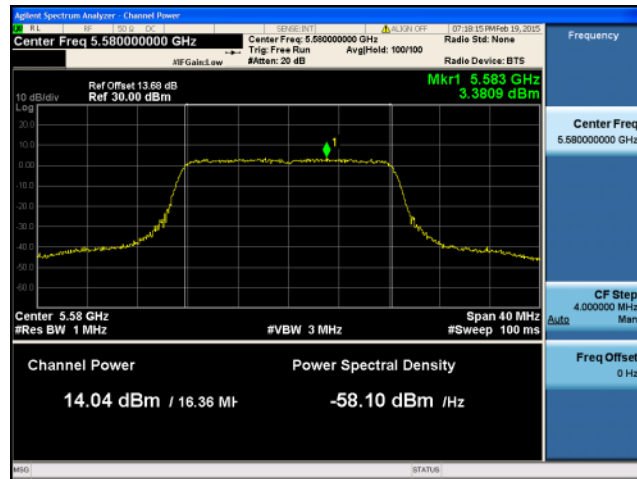 Agilent Spectrum Analyzer - Channel Power
RL RF 50 Ω DC SENSE:INT ALIGN OFF 07:18:15 PM Feb 19, 2015
Center Freq 5.580000000 GHz
Center Freq: 5.580000000 GHz
Radio Std: None
Trig: Free Run Avg|Hold: 100/100
#IFGain:Low #Atten: 20 dB Radio Device: BTS
Mkr1 5.583 GHz
3.3809 dBm
Ref Offset 13.68 dB
10 dB/div Ref 30.00 dBm
Log
20.0
10.0
1
0.00
-10.0
-20.0
-30.0
-40.0
-50.0
-60.0
Center 5.58 GHz Span 40 MHz
#Res BW 1 MHz #VBW 3 MHz #Sweep 100 ms
Channel Power Power Spectral Density
14.04 dBm / 16.36 MH -58.10 dBm /Hz
MSG STATUS
Frequency
Center Freq
5.580000000 GHz
CF Step
4.000000 MHz
Auto Man
Freq Offset
0 Hz